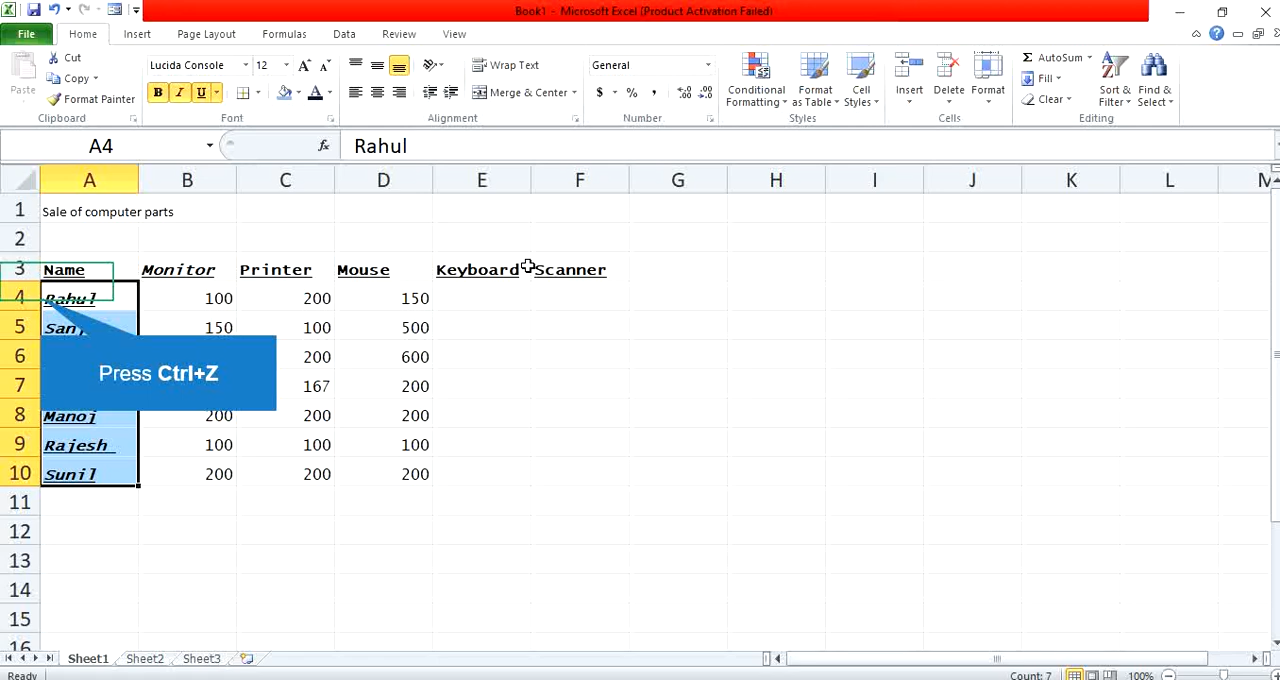 Book1 - Microsoft Excel (Product Activation Failed)
File Home Insert Page Layout Formulas Data Review View
Paste
Cut
Copy
Format Painter
Clipboard
Lucida Console 12
B I U
Font
Wrap Text
Merge & Center
Alignment
General
$ % ,
Number
Conditional Formatting
Format as Table
Cell Styles
Styles
Insert Delete Format
Cells
Σ AutoSum
Fill
Clear
Sort & Filter
Find & Select
Editing
A4 fx Rahul
A B C D E F G H I J K L M
1 Sale of computer parts
2
3 Name Monitor Printer Mouse Keyboard Scanner
4 Rahul 100 200 150
5 150 100 500
6 200 600
7 167 200
8 Manoj 200 200 200
9 Rajesh 100 100 100
10 Sunil 200 200 200
11
12
13
14
15
16
Press Ctrl+Z
Sheet1 Sheet2 Sheet3
Ready Count: 7 100%